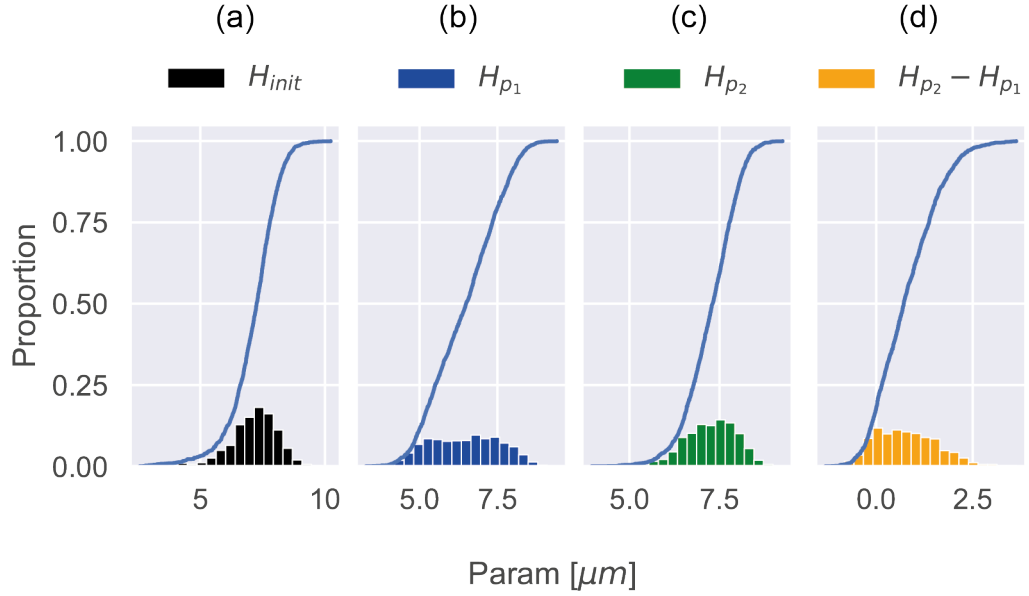 (a) (b) (c) (d)
H_init H_p₁ H_p₂ H_p₂ − H_p₁
1.00
0.75
0.50
0.25
0.00
Proportion
5 10 5.0 7.5 5.0 7.5 0.0 2.5
Param [μm]